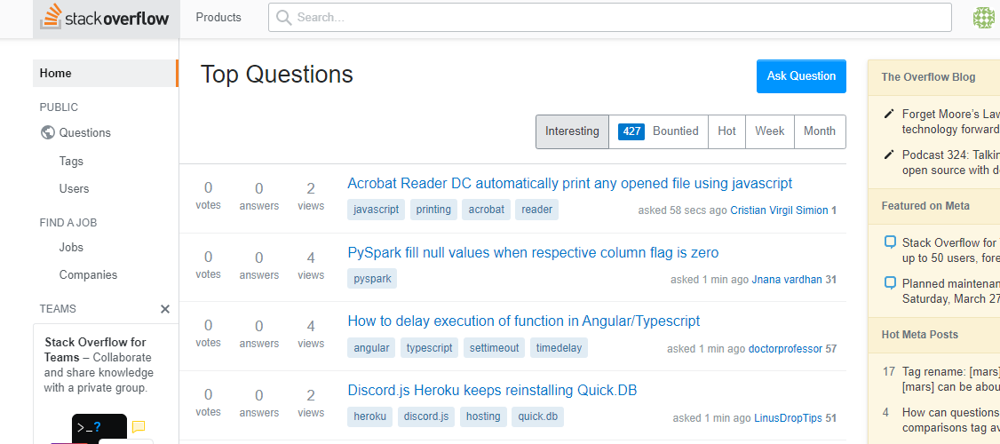 stack overflow
Products
Search...
Home
PUBLIC
Questions
Tags
Users
FIND A JOB
Jobs
Companies
TEAMS
Stack Overflow for
Teams – Collaborate
and share knowledge
with a private group.
>_?
Top Questions
Ask Question
Interesting 427 Bountied Hot Week Month
0 votes 0 answers 2 views
Acrobat Reader DC automatically print any opened file using javascript
javascript printing acrobat reader
asked 58 secs ago Cristian Virgil Simion 1
0 votes 0 answers 4 views
PySpark fill null values when respective column flag is zero
pyspark
asked 1 min ago Jnana vardhan 31
0 votes 0 answers 4 views
How to delay execution of function in Angular/Typescript
angular typescript settimeout timedelay
asked 1 min ago doctorprofessor 57
0 votes 0 answers 2 views
Discord.js Heroku keeps reinstalling Quick.DB
heroku discord.js hosting quick.db
asked 1 min ago LinusDropTips 51
The Overflow Blog
Forget Moore's Law
technology forward
Podcast 324: Talkin
open source with d
Featured on Meta
Stack Overflow for
up to 50 users, fore
Planned maintenan
Saturday, March 27
Hot Meta Posts
17 Tag rename: [mars]
[mars] can be abou
4 How can questions
comparisons tag av